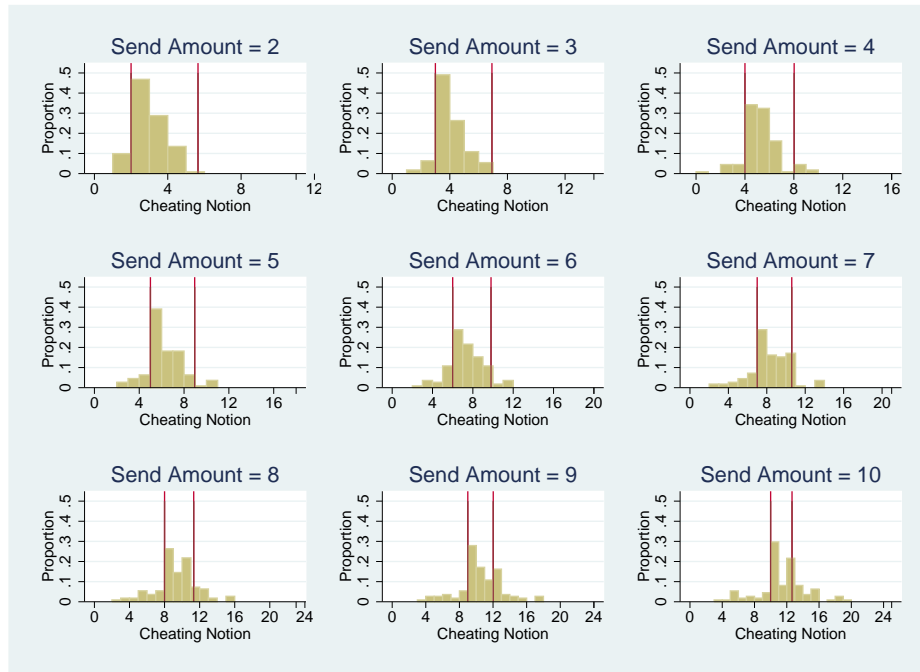 Send Amount = 2
Proportion
0 .1 .2 .3 .4 .5
0 4 8 12
Cheating Notion
Send Amount = 3
Proportion
0 .1 .2 .3 .4 .5
0 4 8 12
Cheating Notion
Send Amount = 4
Proportion
0 .1 .2 .3 .4 .5
0 4 8 12 16
Cheating Notion
Send Amount = 5
Proportion
0 .1 .2 .3 .4 .5
0 4 8 12 16
Cheating Notion
Send Amount = 6
Proportion
0 .1 .2 .3 .4 .5
0 4 8 12 16 20
Cheating Notion
Send Amount = 7
Proportion
0 .1 .2 .3 .4 .5
0 4 8 12 16 20
Cheating Notion
Send Amount = 8
Proportion
0 .1 .2 .3 .4 .5
0 4 8 12 16 20 24
Cheating Notion
Send Amount = 9
Proportion
0 .1 .2 .3 .4 .5
0 4 8 12 16 20 24
Cheating Notion
Send Amount = 10
Proportion
0 .1 .2 .3 .4 .5
0 4 8 12 16 20 24
Cheating Notion